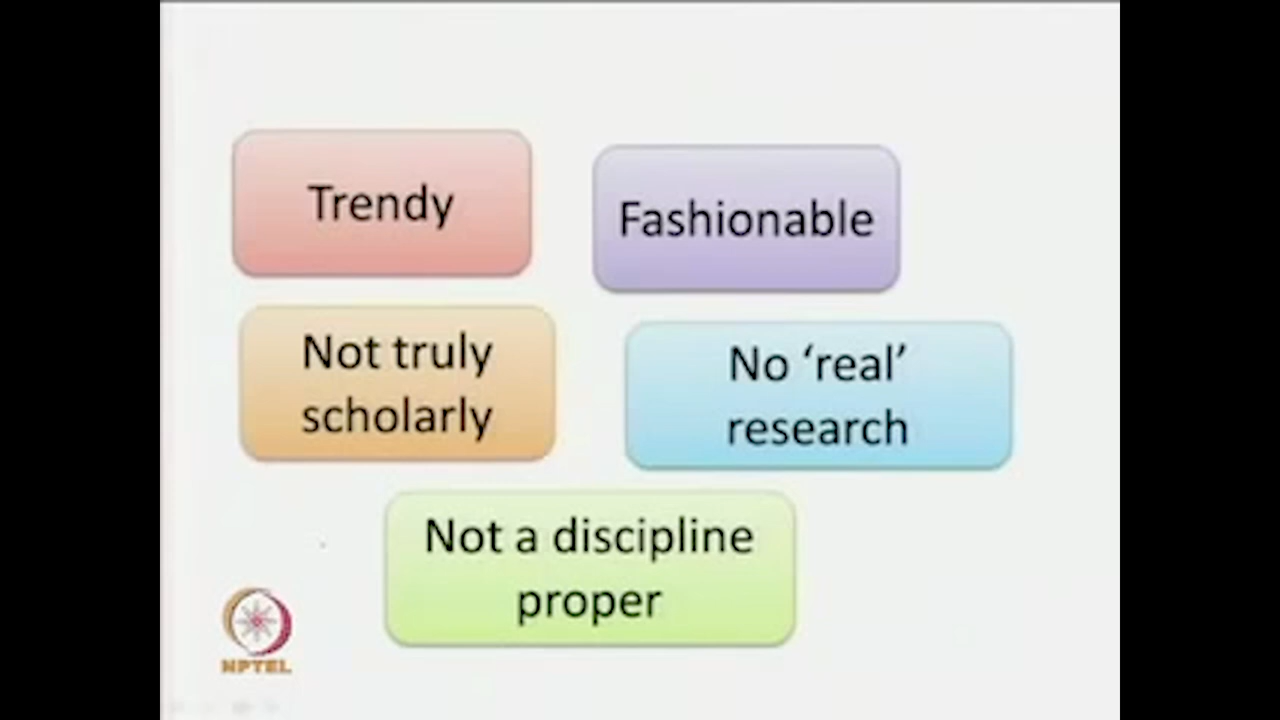 Trendy
Fashionable
Not truly
scholarly
No ‘real’
research
Not a discipline
proper
NPTEL